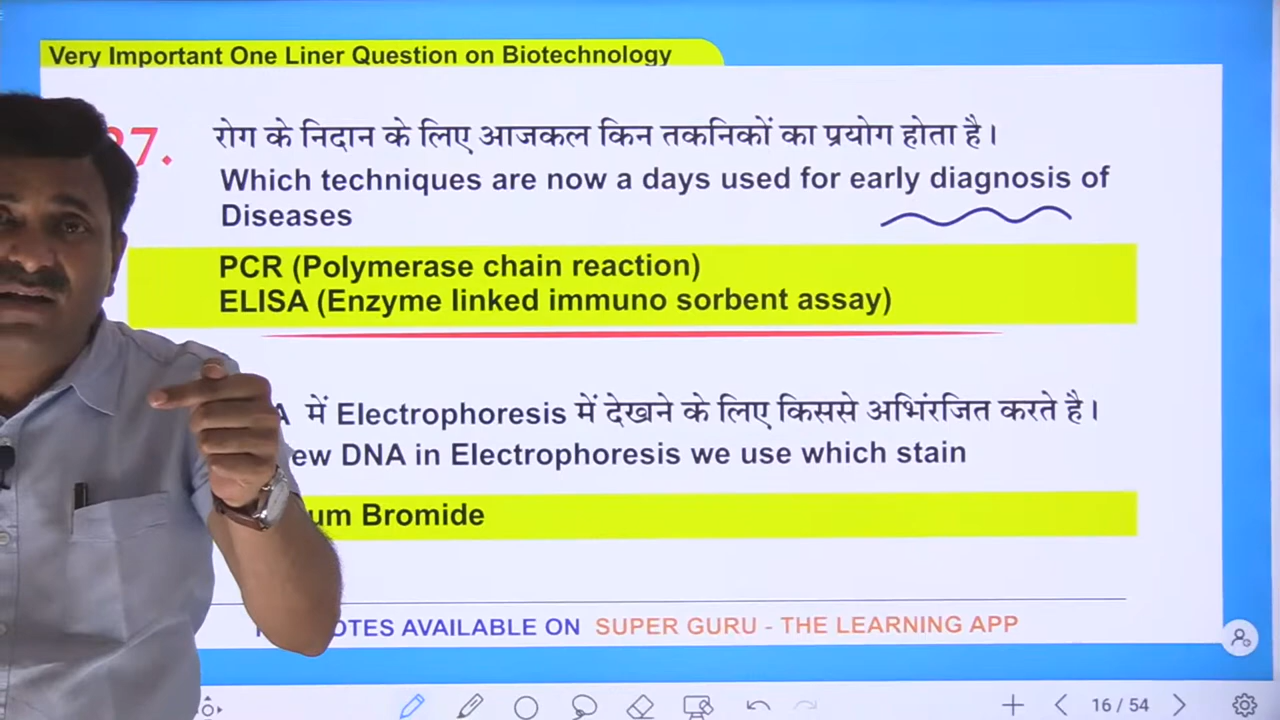 Very Important One Liner Question on Biotechnology
37.
रोग के निदान के लिए आजकल किन तकनिकों का प्रयोग होता है।
Which techniques are now a days used for early diagnosis of
Diseases
PCR (Polymerase chain reaction)
ELISA (Enzyme linked immuno sorbent assay)
में Electrophoresis में देखने के लिए किससे अभिंरजित करते है।
DNA in Electrophoresis we use which stain
Bromide
AVAILABLE ON SUPER GURU - THE LEARNING APP
16 / 54